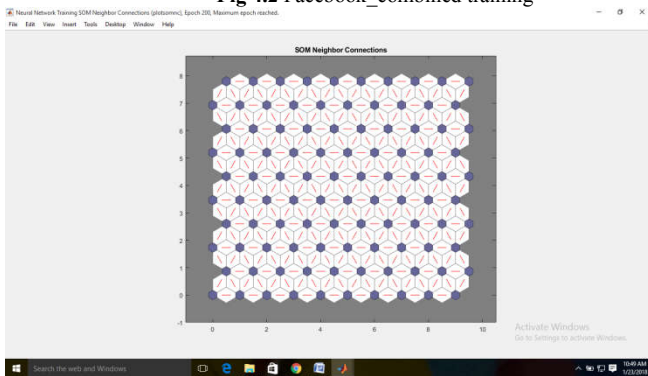 Fig 4.2 Facebook_combined training
Neural Network Training SOM Neighbor Connections (plotsomnc), Epoch 200, Maximum epoch reached.
File Edit View Insert Tools Desktop Window Help
SOM Neighbor Connections
8
7
6
5
4
3
2
1
0
-1
0 2 4 6 8 10
Activate Windows
Go to Settings to activate Windows.
Search the web and Windows
10:49 AM
1/23/2018